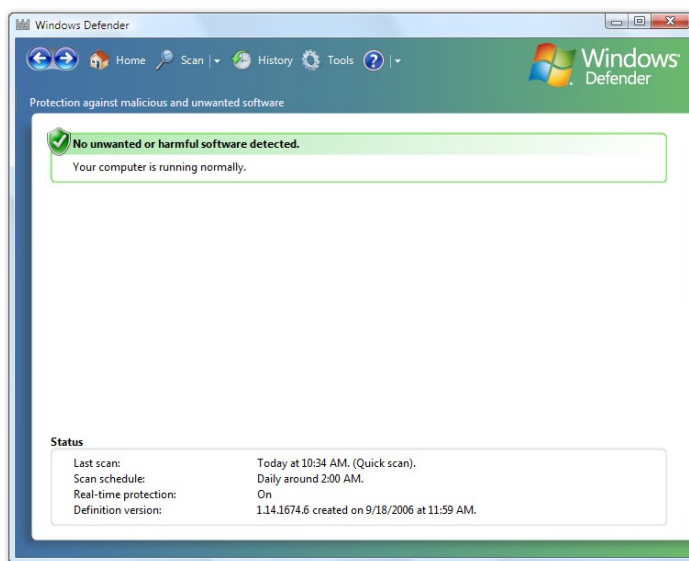 Windows Defender
Home Scan History Tools
Windows
Defender
Protection against malicious and unwanted software
No unwanted or harmful software detected.
Your computer is running normally.
Status
Last scan: Today at 10:34 AM. (Quick scan).
Scan schedule: Daily around 2:00 AM.
Real-time protection: On
Definition version: 1.14.1674.6 created on 9/18/2006 at 11:59 AM.